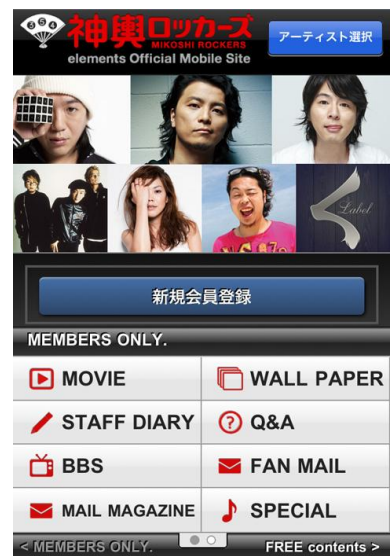 神輿ロッカーズ
MIKOSHI ROCKERS
elements Official Mobile Site
アーティスト選択
Label
新規会員登録
MEMBERS ONLY.
MOVIE
WALL PAPER
STAFF DIARY
Q&A
BBS
FAN MAIL
MAIL MAGAZINE
SPECIAL
< MEMBERS ONLY.
FREE contents >